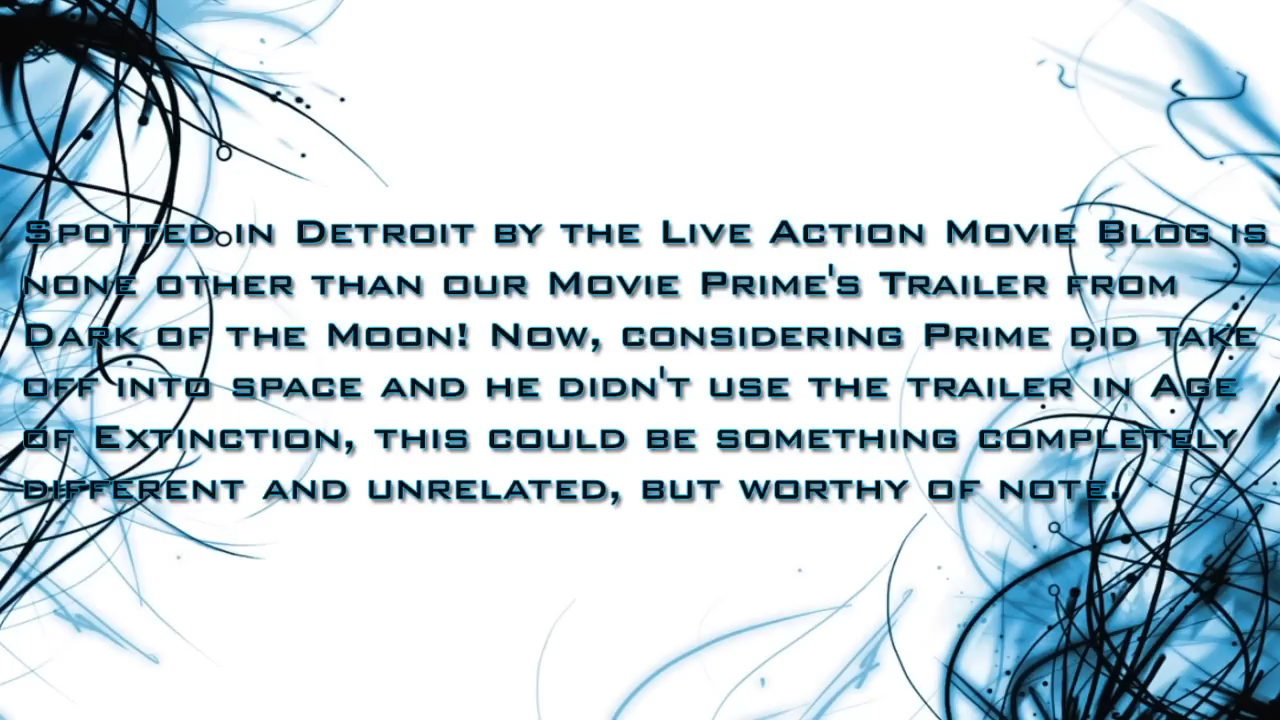 Spotted in Detroit by the Live Action Movie Blog is
none other than our Movie Prime's Trailer from
Dark of the Moon! Now, considering Prime did take
off into space and he didn't use the trailer in Age
of Extinction, this could be something completely
different and unrelated, but worthy of note.